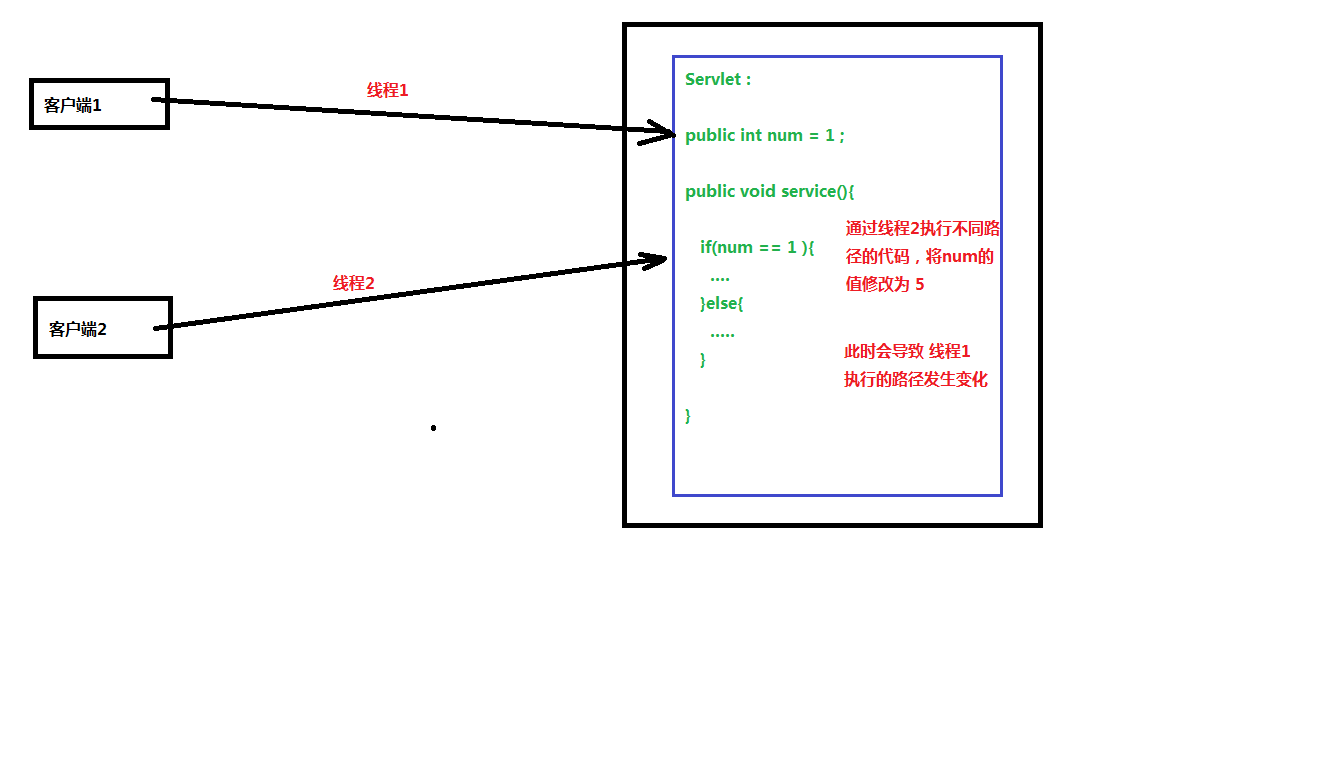 客户端1
线程1
Servlet :
public int num = 1 ;
public void service(){
if(num == 1 ){
....
}else{
.....
}
}
通过线程2执行不同路
径的代码，将num的
值修改为 5
此时会导致 线程1
执行的路径发生变化
线程2
客户端2